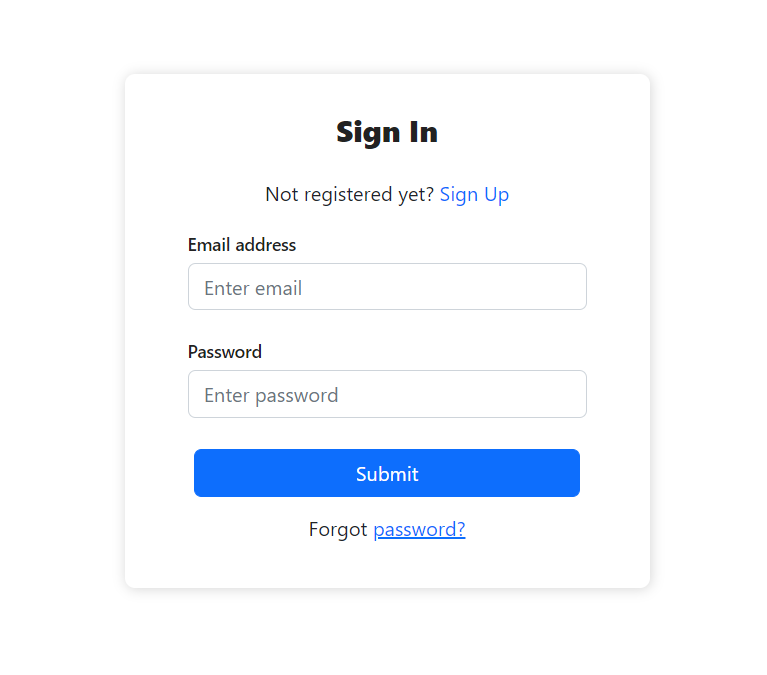 Sign In
Not registered yet? Sign Up
Email address
Enter email
Password
Enter password
Submit
Forgot password?